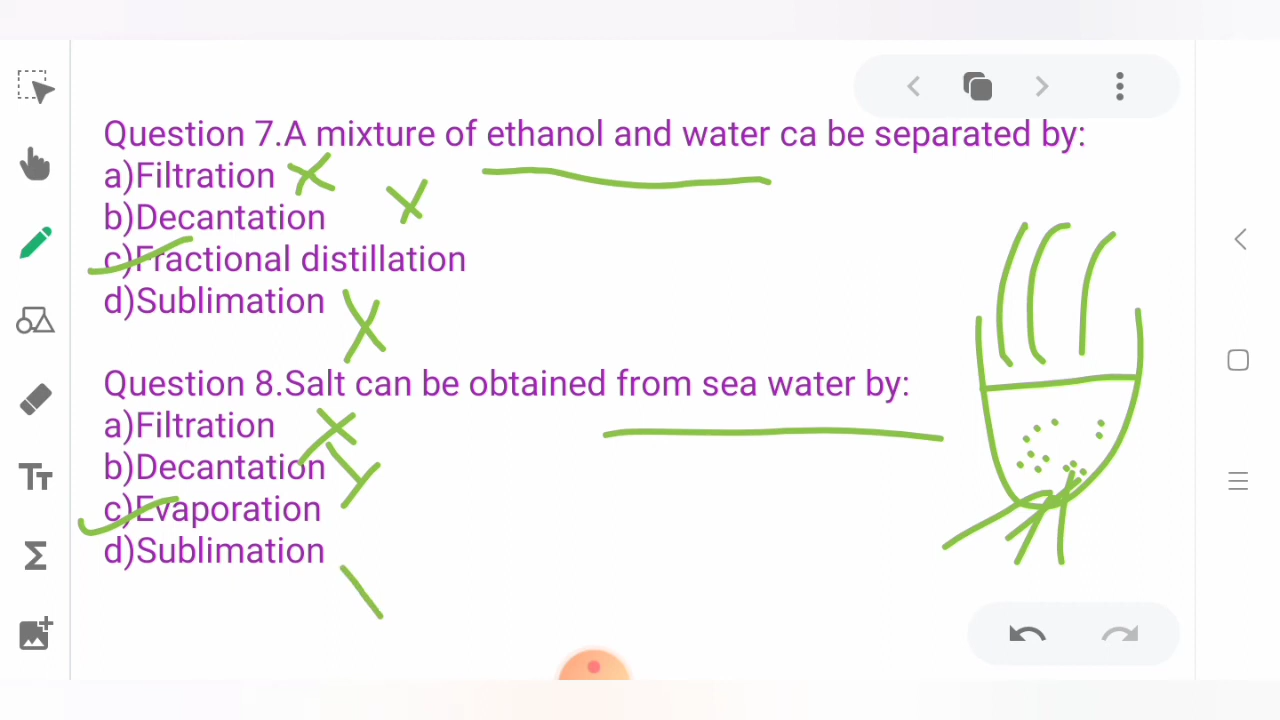 Question 7.A mixture of ethanol and water ca be separated by:
a)Filtration
b)Decantation
c)Fractional distillation
d)Sublimation
Question 8.Salt can be obtained from sea water by:
a)Filtration
b)Decantation
c)Evaporation
d)Sublimation